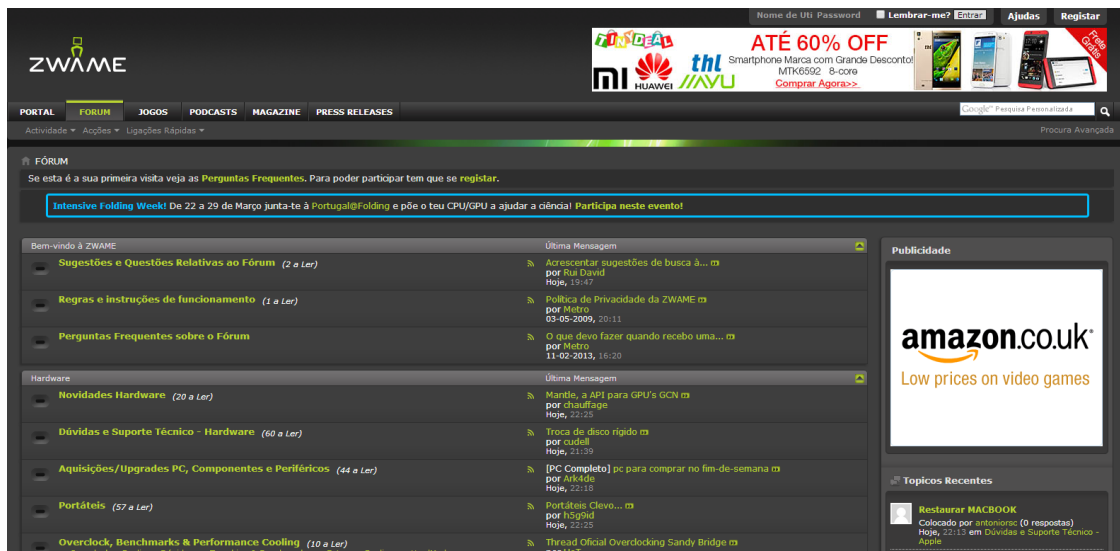 Nome de Uti Password Lembrar-me? Entrar Ajudas Registar
ZWAME
TINYDEAL
mi HUAWEI thl JIAYU
ATÉ 60% OFF
Smartphone Marca com Grande Desconto!
MTK6592 8-core
Comprar Agora>>
Frete Grátis
PORTAL FORUM JOGOS PODCASTS MAGAZINE PRESS RELEASES
Google™ Pesquisa Personalizada
Actividade Acções Ligações Rápidas
Procura Avançada
FÓRUM
Se esta é a sua primeira visita veja as Perguntas Frequentes. Para poder participar tem que se registar.
Intensive Folding Week! De 22 a 29 de Março junta-te à Portugal@Folding e põe o teu CPU/GPU a ajudar a ciência! Participa neste evento!
Bem-vindo à ZWAME Última Mensagem
Sugestões e Questões Relativas ao Fórum (2 a Ler)
Acrescentar sugestões de busca à...
por Rui David
Hoje, 19:47
Regras e instruções de funcionamento (1 a Ler)
Política de Privacidade da ZWAME
por Metro
03-05-2009, 20:11
Perguntas Frequentes sobre o Fórum
O que devo fazer quando recebo uma...
por Metro
11-02-2013, 16:20
Hardware Última Mensagem
Novidades Hardware (20 a Ler)
Mantle, a API para GPU's GCN
por chauffage
Hoje, 22:25
Dúvidas e Suporte Técnico - Hardware (60 a Ler)
Troca de disco rígido
por cudell
Hoje, 21:39
Aquisições/Upgrades PC, Componentes e Periféricos (44 a Ler)
[PC Completo] pc para comprar no fim-de-semana
por Ark4de
Hoje, 22:18
Portáteis (57 a Ler)
Portáteis Clevo...
por h5g9id
Hoje, 22:25
Overclock, Benchmarks & Performance Cooling (10 a Ler)
Thread Oficial Overclocking Sandy Bridge
Publicidade
amazon.co.uk
Low prices on video games
Topicos Recentes
Restaurar MACBOOK
Colocado por antoniorsc (0 respostas)
Hoje, 22:13 em Dúvidas e Suporte Técnico -
Apple